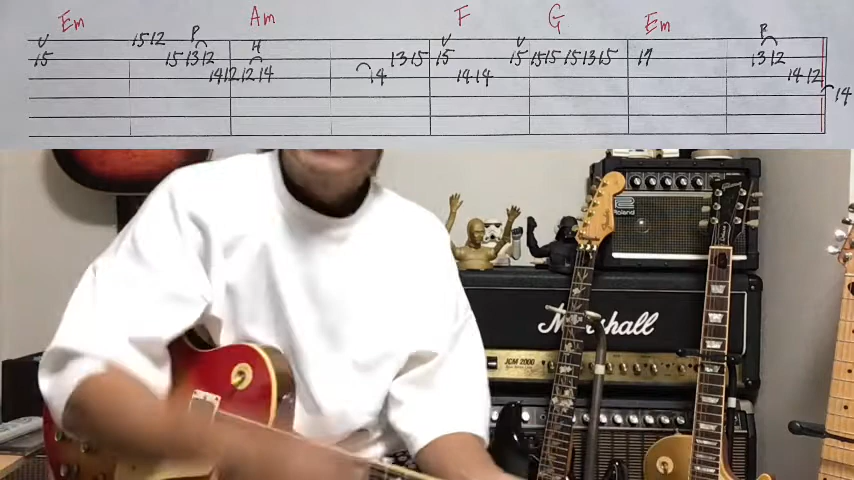 Em Am F G Em
V P H V V P
15 12
15 15 13 12 13 15 15 15 15 15 15 13 15 17 13 12
14 12 12 14 14 14 14 14 12
14
Roland
Marshall
JCM 2000